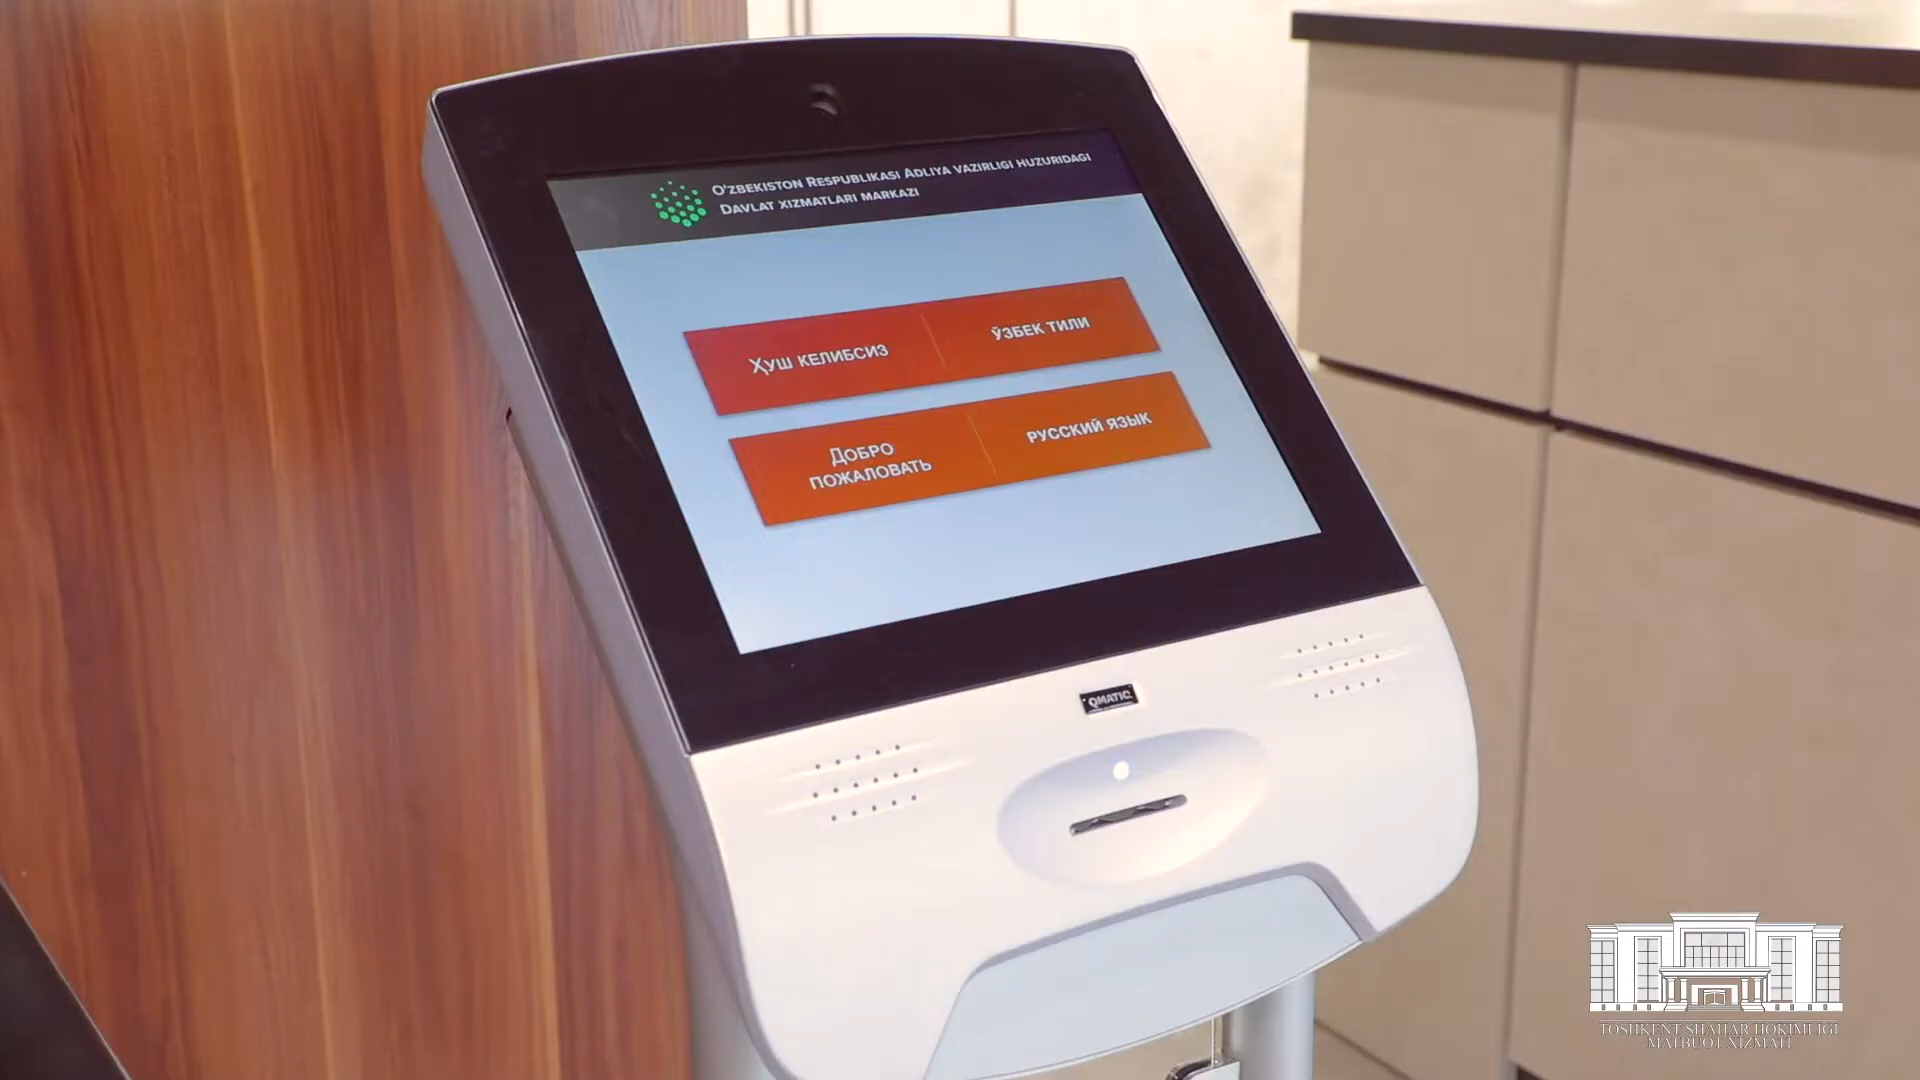 O'ZBEKISTON RESPUBLIKASI ADLIYA VAZIRLIGI HUZURIDAGI
DAVLAT XIZMATLARI MARKAZI
ҲУШ КЕЛИБСИЗ
ЎЗБЕК ТИЛИ
ДОБРО
ПОЖАЛОВАТЬ
РУССКИЙ ЯЗЫК
QMATIC
TOSHKENT SHAHAR HOKIMLIGI
MATBUOT XIZMATI